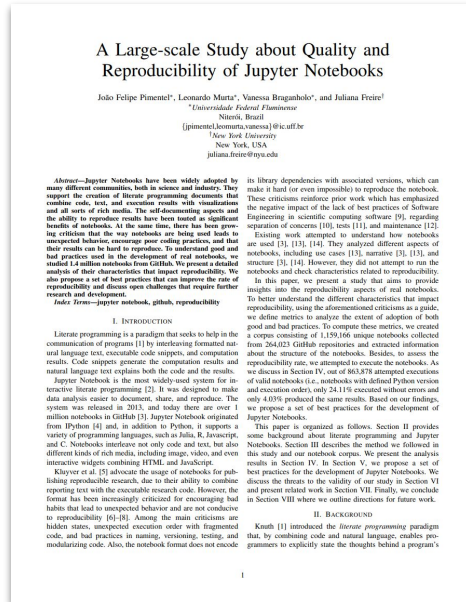 A Large-scale Study about Quality and
Reproducibility of Jupyter Notebooks
João Felipe Pimentel*, Leonardo Murta*, Vanessa Braganholo*, and Juliana Freire†
*Universidade Federal Fluminense
Niterói, Brazil
{jpimentel,leomurta,vanessa}@ic.uff.br
†New York University
New York, USA
juliana.freire@nyu.edu
Abstract—Jupyter Notebooks have been widely adopted by
many different communities, both in science and industry. They
support the creation of literate programming documents that
combine code, text, and execution results with visualizations
and all sorts of rich media. The self-documenting aspects and
the ability to reproduce results have been touted as significant
benefits of notebooks. At the same time, there has been grow-
ing criticism that the way notebooks are being used leads to
unexpected behavior, encourage poor coding practices, and that
their results can be hard to reproduce. To understand good and
bad practices used in the development of real notebooks, we
studied 1.4 million notebooks from GitHub. We present a detailed
analysis of their characteristics that impact reproducibility. We
also propose a set of best practices that can improve the rate of
reproducibility and discuss open challenges that require further
research and development.
Index Terms—jupyter notebook, github, reproducibility
I. INTRODUCTION
Literate programming is a paradigm that seeks to help in the
communication of programs [1] by interleaving formatted nat-
ural language text, executable code snippets, and computation
results. Code snippets generate the computation results and
natural language text explains both the code and the results.
Jupyter Notebook is the most widely-used system for in-
teractive literate programming [2]. It was designed to make
data analysis easier to document, share, and reproduce. The
system was released in 2013, and today there are over 1
million notebooks in GitHub [3]. Jupyter Notebook originated
from IPython [4] and, in addition to Python, it supports a
variety of programming languages, such as Julia, R, Javascript,
and C. Notebooks interleave not only code and text, but also
different kinds of rich media, including image, video, and even
interactive widgets combining HTML and JavaScript.
Kluyver et al. [5] advocate the usage of notebooks for pub-
lishing reproducible research, due to their ability to combine
reporting text with the executable research code. However, the
format has been increasingly criticized for encouraging bad
habits that lead to unexpected behavior and are not conducive
to reproducibility [6]–[8]. Among the main criticisms are
hidden states, unexpected execution order with fragmented
code, and bad practices in naming, versioning, testing, and
modularizing code. Also, the notebook format does not encode
its library dependencies with associated versions, which can
make it hard (or even impossible) to reproduce the notebook.
These criticisms reinforce prior work which has emphasized
the negative impact of the lack of best practices of Software
Engineering in scientific computing software [9], regarding
separation of concerns [10], tests [11], and maintenance [12].
Existing work attempted to understand how notebooks
are used [3], [13], [14]. They analyzed different aspects of
notebooks, including use cases [13], narrative [3], [13], and
structure [3], [14]. However, they did not attempt to run the
notebooks and check characteristics related to reproducibility.
In this paper, we present a study that aims to provide
insights into the reproducibility aspects of real notebooks.
To better understand the different characteristics that impact
reproducibility, using the aforementioned criticisms as a guide,
we define metrics to analyze the extent of adoption of both
good and bad practices. To compute these metrics, we created
a corpus consisting of 1,159,166 unique notebooks collected
from 264,023 GitHub repositories and extracted information
about the structure of the notebooks. Besides, to assess the
reproducibility rate, we attempted to execute the notebooks. As
we discuss in Section IV, out of 863,878 attempted executions
of valid notebooks (i.e., notebooks with defined Python version
and execution order), only 24.11% executed without errors and
only 4.03% produced the same results. Based on our findings,
we propose a set of best practices for the development of
Jupyter Notebooks.
This paper is organized as follows. Section II provides
some background about literate programming and Jupyter
Notebooks. Section III describes the method we followed in
this study and our notebook corpus. We present the analysis
results in Section IV. In Section V, we propose a set of
best practices for the development of Jupyter Notebooks. We
discuss the threats to the validity of our study in Section VI
and present related work in Section VII. Finally, we conclude
in Section VIII where we outline directions for future work.
II. BACKGROUND
Knuth [1] introduced the literate programming paradigm
that, by combining code and natural language, enables pro-
grammers to explicitly state the thoughts behind a program's
1